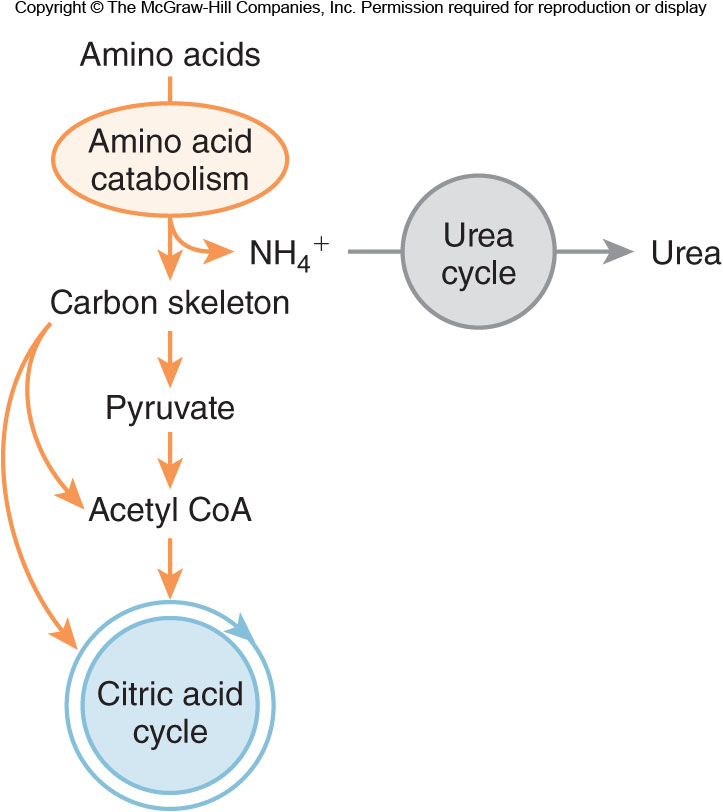 Copyright © The McGraw-Hill Companies, Inc. Permission required for reproduction or display
Amino acids
Amino acid
catabolism
NH₄⁺
Urea
cycle
Urea
Carbon skeleton
Pyruvate
Acetyl CoA
Citric acid
cycle